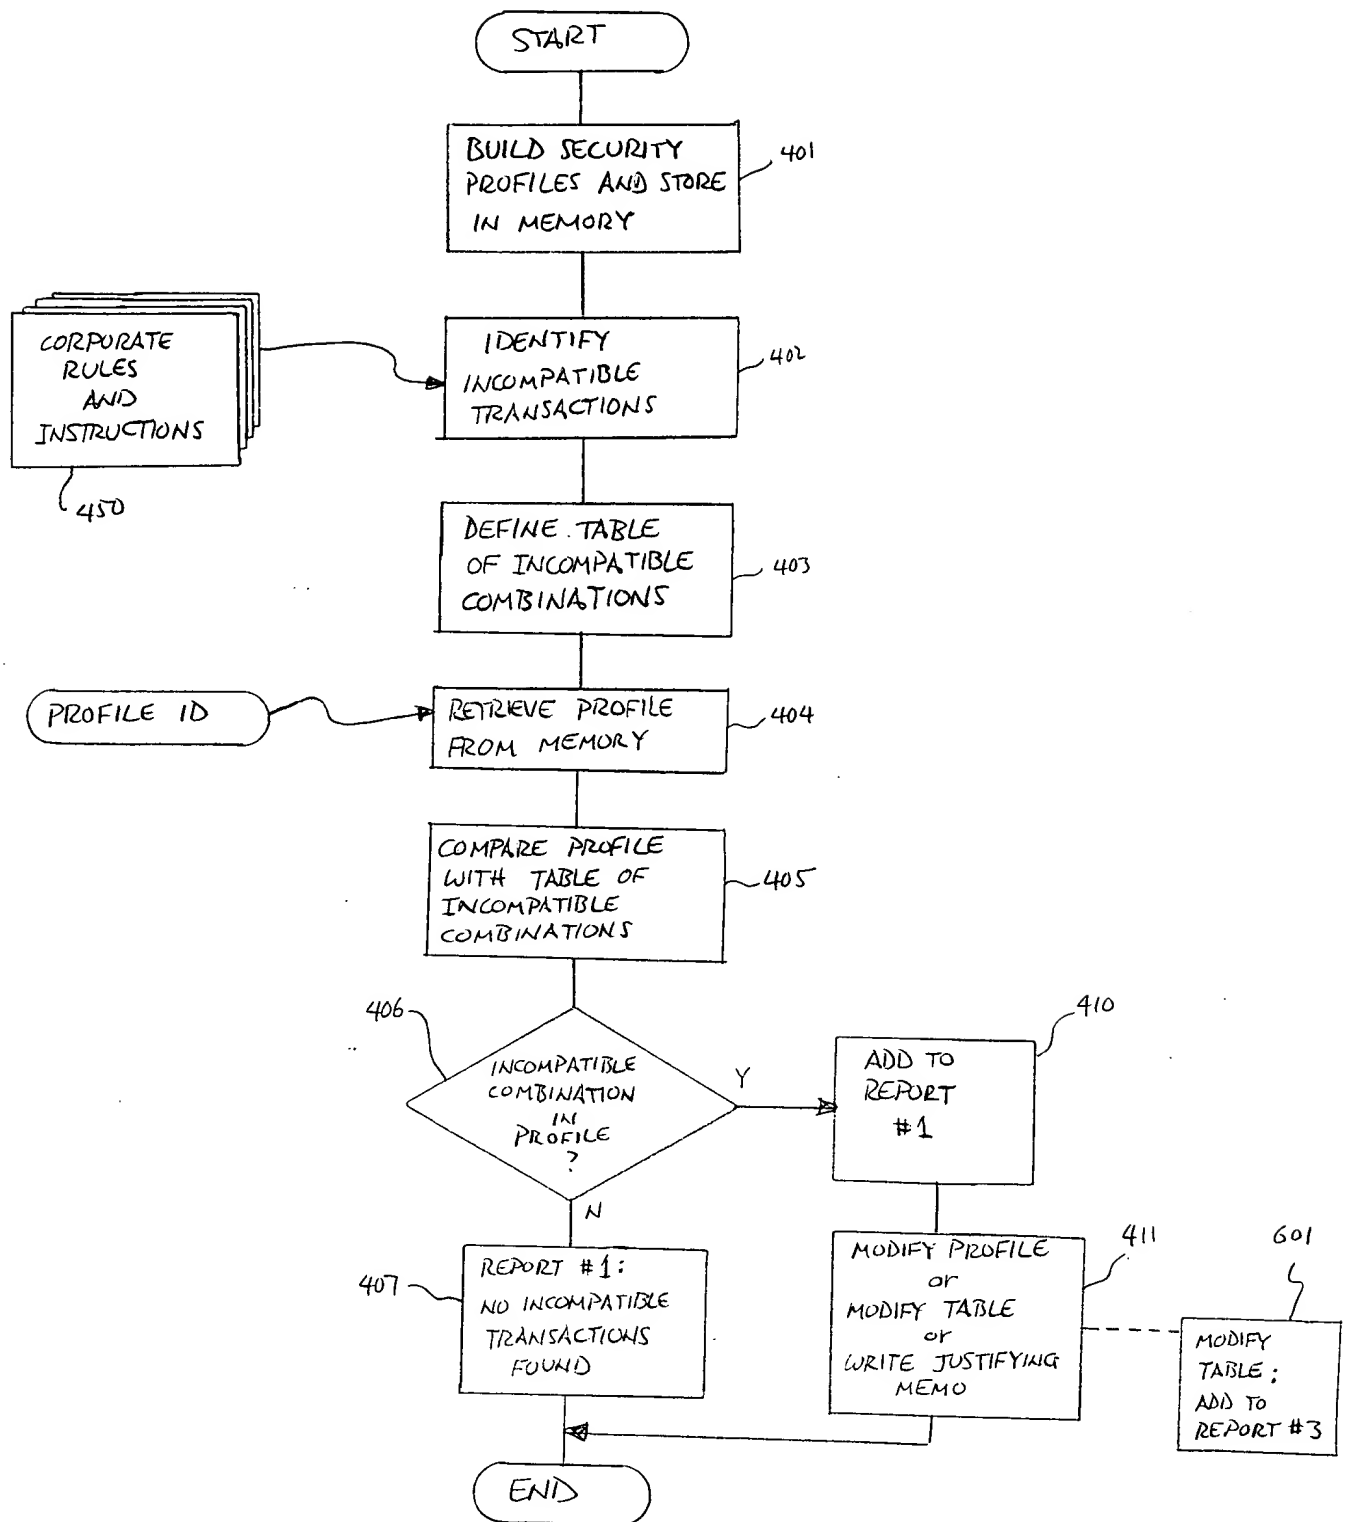 START
BUILD SECURITY
PROFILES AND STORE
IN MEMORY
401
CORPORATE
RULES
AND
INSTRUCTIONS
450
IDENTIFY
INCOMPATIBLE
TRANSACTIONS
402
DEFINE TABLE
OF INCOMPATIBLE
COMBINATIONS
403
PROFILE ID
RETRIEVE PROFILE
FROM MEMORY
404
COMPARE PROFILE
WITH TABLE OF
INCOMPATIBLE
COMBINATIONS
405
406
INCOMPATIBLE
COMBINATION
IN
PROFILE
?
Y
N
410
ADD TO
REPORT
#1
407
REPORT #1:
NO INCOMPATIBLE
TRANSACTIONS
FOUND
411
MODIFY PROFILE
or
MODIFY TABLE
or
WRITE JUSTIFYING
MEMO
601
MODIFY
TABLE:
ADD TO
REPORT #3
END